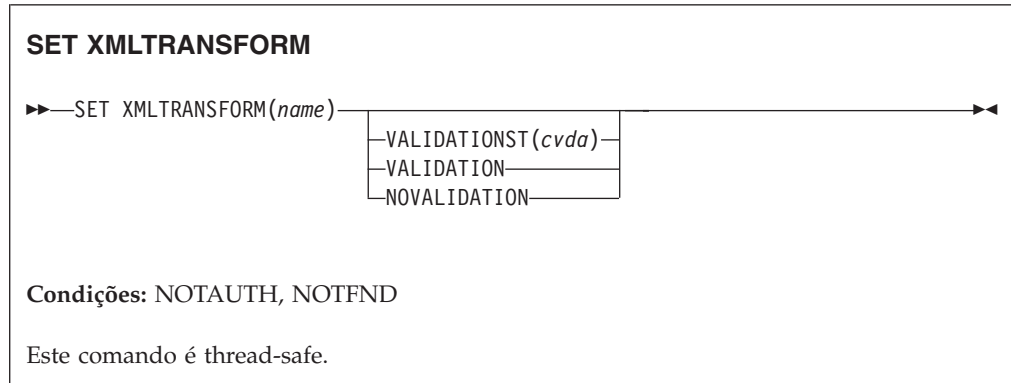 SET XMLTRANSFORM
SET XMLTRANSFORM(name)
VALIDATIONST(cvda)
VALIDATION
NOVALIDATION
Condições: NOTAUTH, NOTFND
Este comando é thread-safe.